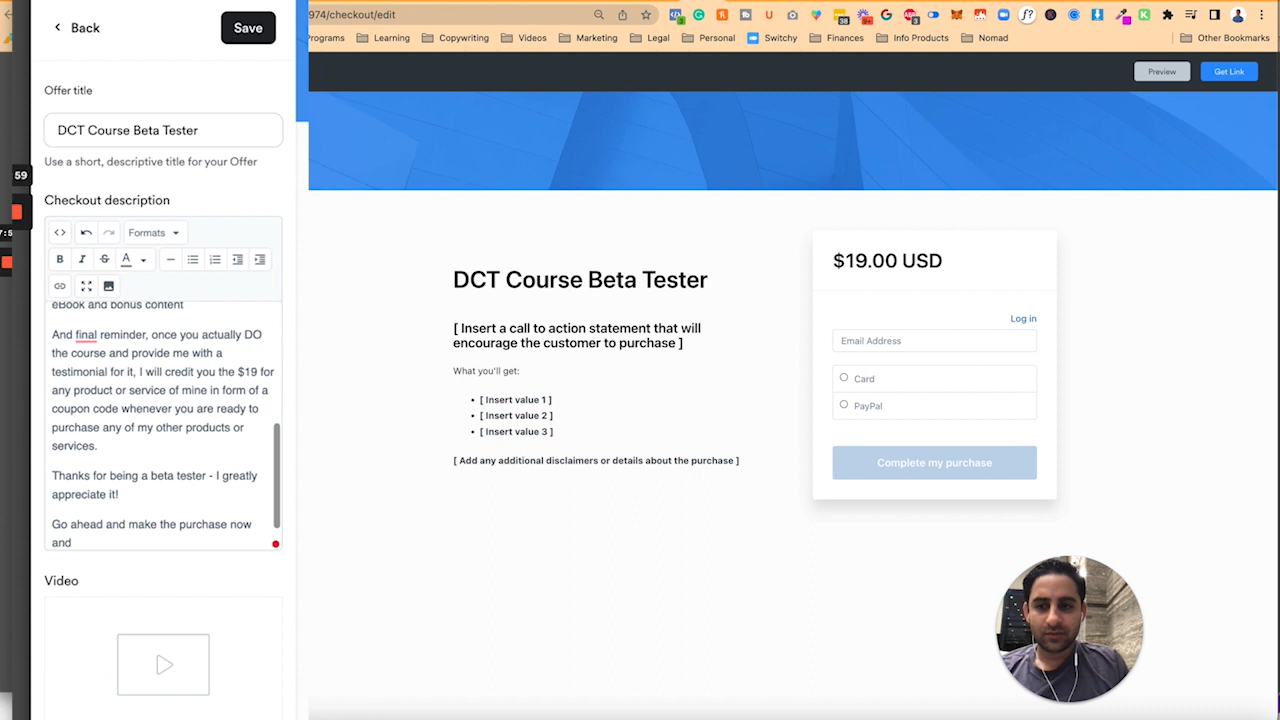 974/checkout/edit
rograms
Learning
Copywriting
Videos
Marketing
Legal
Personal
Switchy
Finances
Info Products
Nomad
Other Bookmarks
Back
Save
Preview
Get Link
Offer title
DCT Course Beta Tester
Use a short, descriptive title for your Offer
59
Checkout description
Formats
B I S A
eBook and bonus content
And final reminder, once you actually DO
the course and provide me with a
testimonial for it, I will credit you the $19 for
any product or service of mine in form of a
coupon code whenever you are ready to
purchase any of my other products or
services.
Thanks for being a beta tester - I greatly
appreciate it!
Go ahead and make the purchase now
and
Video
DCT Course Beta Tester
[ Insert a call to action statement that will
encourage the customer to purchase ]
What you'll get:
• [ Insert value 1 ]
• [ Insert value 2 ]
• [ Insert value 3 ]
[ Add any additional disclaimers or details about the purchase ]
$19.00 USD
Log in
Email Address
Card
PayPal
Complete my purchase